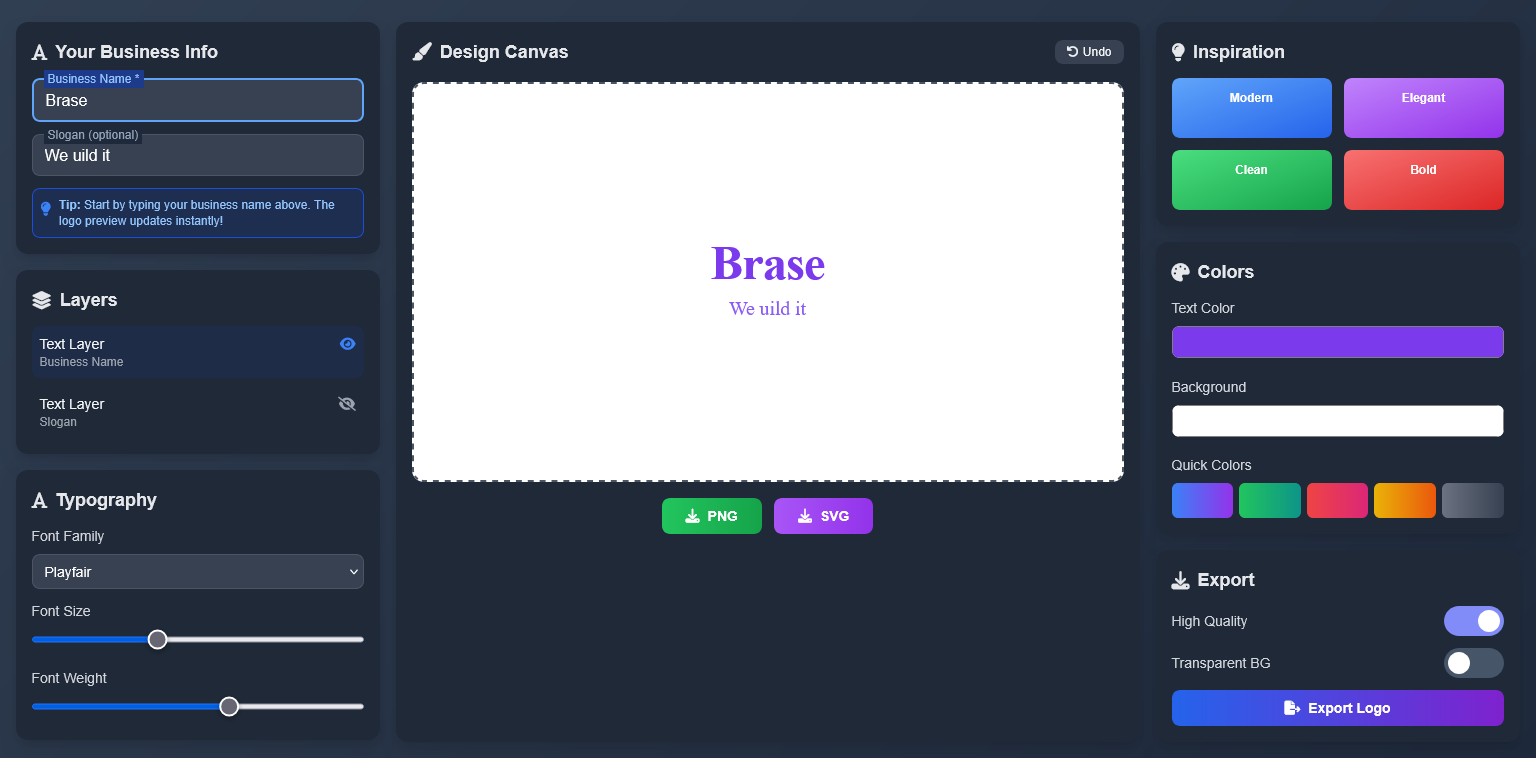 Your Business Info
Business Name *
Brase
Slogan (optional)
We uild it
Tip: Start by typing your business name above. The
logo preview updates instantly!
Layers
Text Layer
Business Name
Text Layer
Slogan
Typography
Font Family
Playfair
Font Size
Font Weight
Design Canvas
Undo
Brase
We uild it
PNG
SVG
Inspiration
Modern
Elegant
Clean
Bold
Colors
Text Color
Background
Quick Colors
Export
High Quality
Transparent BG
Export Logo